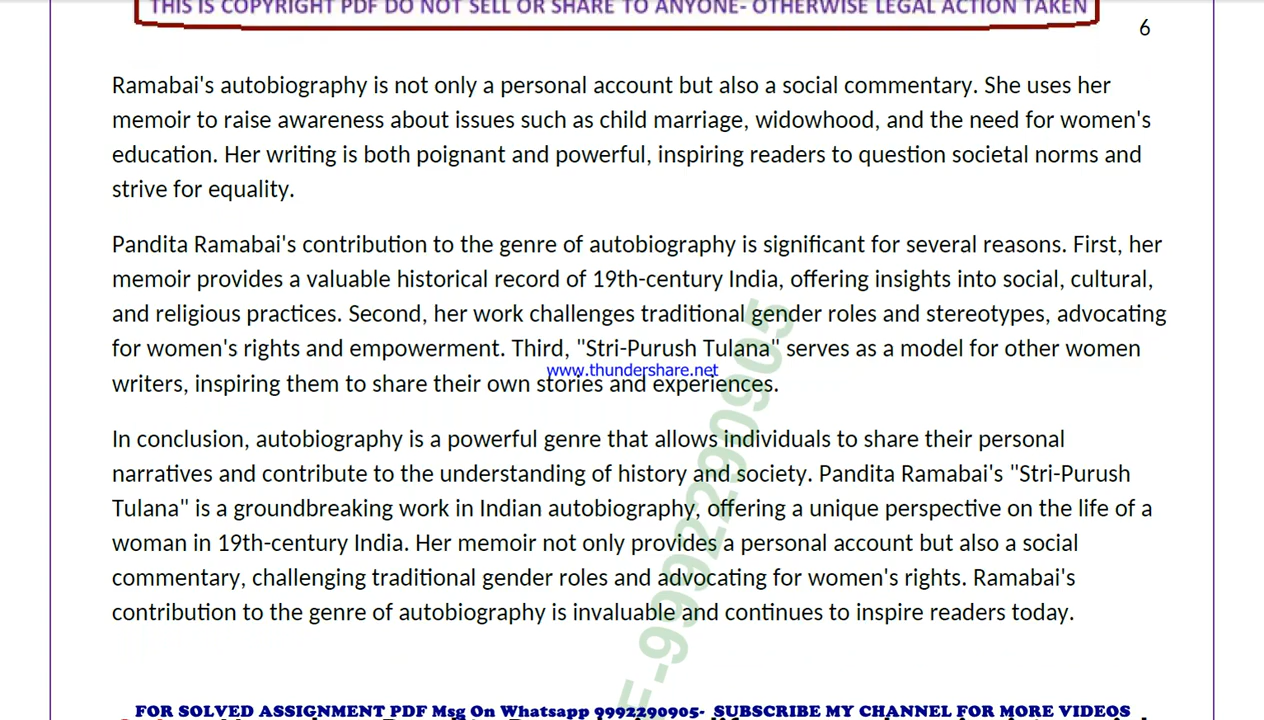 THIS IS COPYRIGHT PDF DO NOT SELL OR SHARE TO ANYONE- OTHERWISE LEGAL ACTION TAKEN
6
Ramabai's autobiography is not only a personal account but also a social commentary. She uses her
memoir to raise awareness about issues such as child marriage, widowhood, and the need for women's
education. Her writing is both poignant and powerful, inspiring readers to question societal norms and
strive for equality.
Pandita Ramabai's contribution to the genre of autobiography is significant for several reasons. First, her
memoir provides a valuable historical record of 19th-century India, offering insights into social, cultural,
and religious practices. Second, her work challenges traditional gender roles and stereotypes, advocating
for women's rights and empowerment. Third, "Stri-Purush Tulana" serves as a model for other women
www.thundershare.net
writers, inspiring them to share their own stories and experiences.
In conclusion, autobiography is a powerful genre that allows individuals to share their personal
narratives and contribute to the understanding of history and society. Pandita Ramabai's "Stri-Purush
Tulana" is a groundbreaking work in Indian autobiography, offering a unique perspective on the life of a
woman in 19th-century India. Her memoir not only provides a personal account but also a social
commentary, challenging traditional gender roles and advocating for women's rights. Ramabai's
contribution to the genre of autobiography is invaluable and continues to inspire readers today.
-9992290905
FOR SOLVED ASSIGNMENT PDF Msg On Whatsapp 9992290905- SUBSCRIBE MY CHANNEL FOR MORE VIDEOS